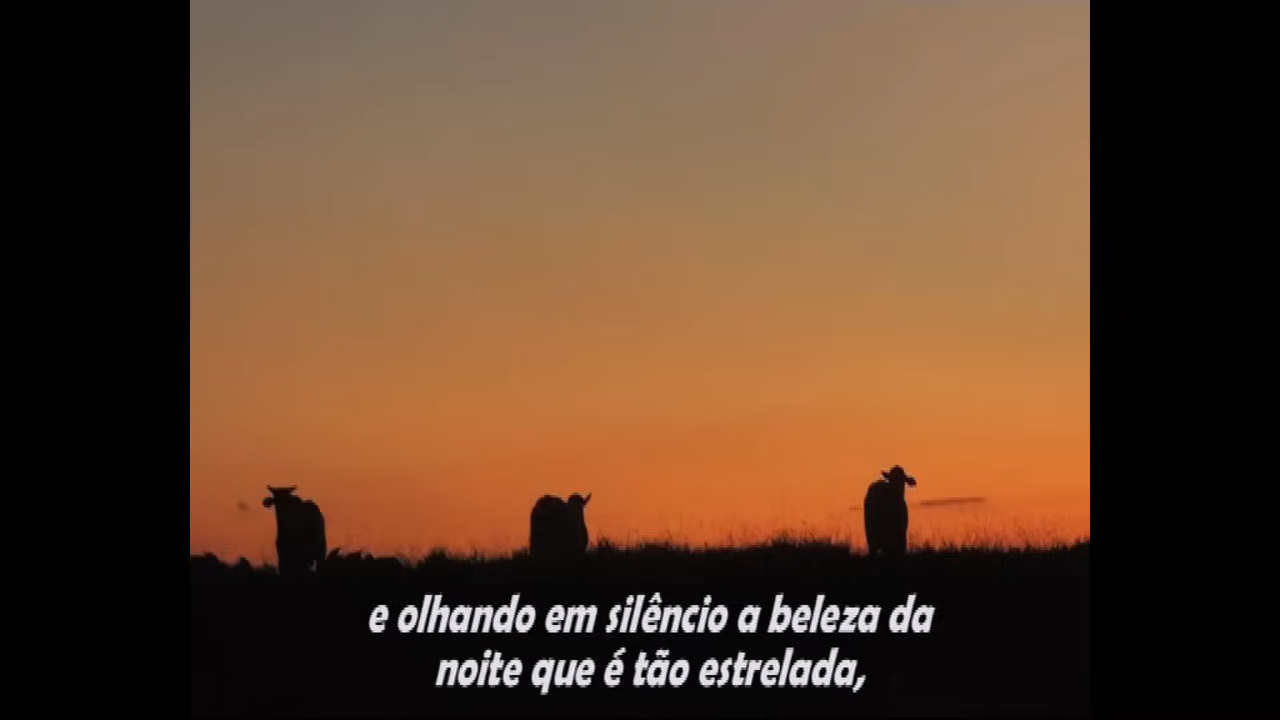 e olhando em silêncio a beleza da
noite que é tão estrelada,